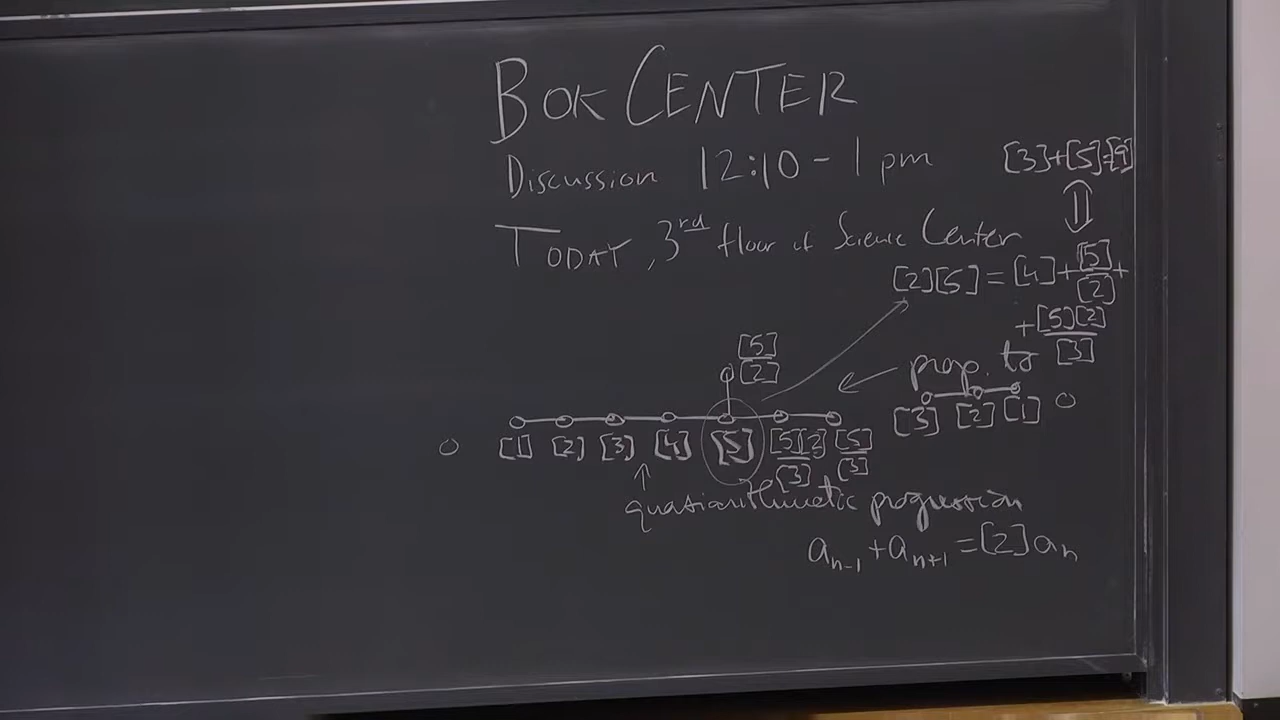 BOK CENTER
Discussion 12:10 - 1 pm
[3]+[5]=[9]
⇕
TODAY, 3rd floor of Science Center
[2][5] = [4] + [5]/[2] +
+ [5][2]/[3]
[5]/[2]
← prop. to
[3] [2] [1] 0
0 [1] [2] [3] [4] [5] [5][2]/[3] [5]/[3]
↑
quasiarithmetic progression
a_{n-1} + a_{n+1} = [2] a_n